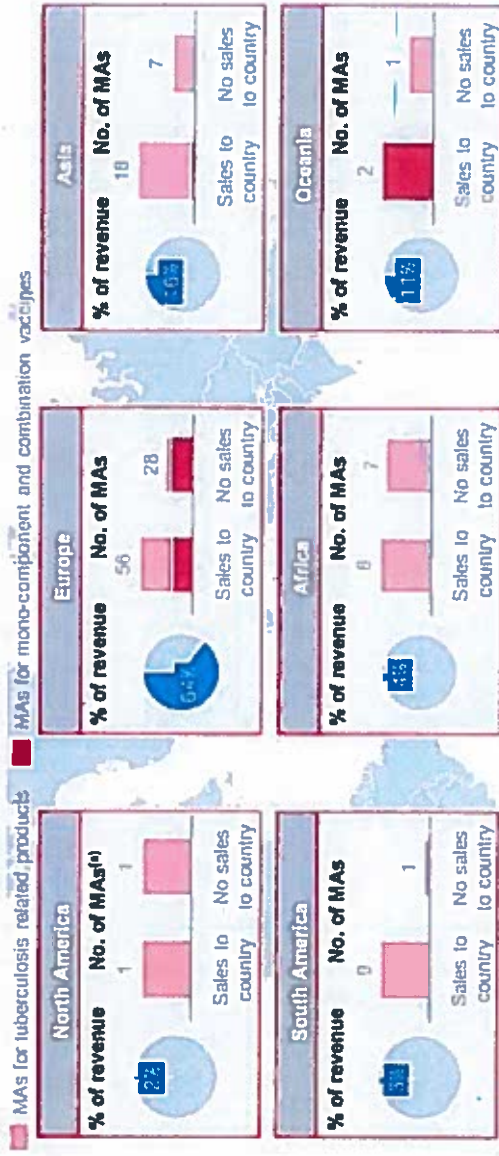 MAs for tuberculosis related products
MAs for mono-component and combination vaccines
North America
% of revenue
No. of MAs(a)
2%
1
1
Sales to country
No sales to country
Europe
% of revenue
No. of MAs
64%
56
28
Sales to country
No sales to country
Asia
% of revenue
No. of MAs
16%
18
7
Sales to country
No sales to country
South America
% of revenue
No. of MAs
9
1
Sales to country
No sales to country
Africa
% of revenue
No. of MAs
7
Sales to country
No sales to country
Oceania
% of revenue
No. of MAs
11%
2
1
Sales to country
No sales to country